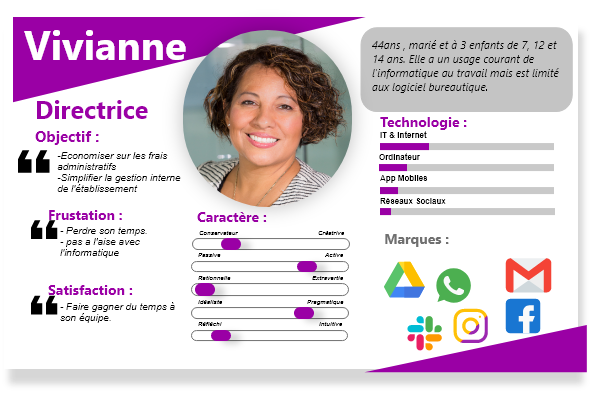 Vivianne
44ans , marié et à 3 enfants de 7, 12 et
14 ans. Elle a un usage courant de
l'informatique au travail mais est limité
aux logiciel bureautique.
Directrice
Objectif :
-Economiser sur les frais
administratifs
-Simplifier la gestion interne
de l'établissement
Frustation :
- Perdre son temps.
- pas a l'aise avec
l'informatique
Satisfaction :
- Faire gagner du temps à
son équipe.
Caractère :
Conservateur Créatrive
Passive Active
Rationnelle Extravertie
Idéaliste Pragmatique
Réfléchi Intuitive
Technologie :
IT & Internet
Ordinateur
App Mobiles
Réseaux Sociaux
Marques :